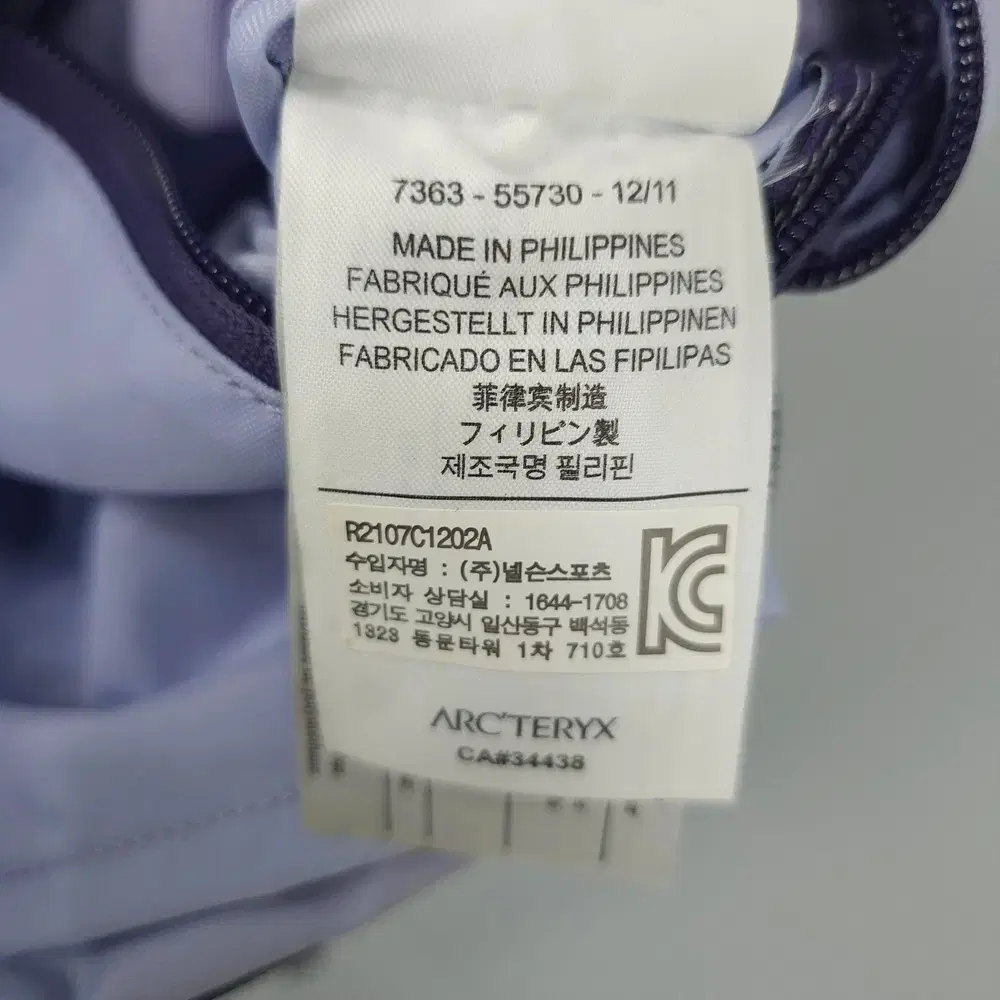 7363 - 55730 - 12/11
MADE IN PHILIPPINES
FABRIQUÉ AUX PHILIPPINES
HERGESTELLT IN PHILIPPINEN
FABRICADO EN LAS FIPILIPAS
菲律宾制造
フィリピン製
제조국명 필리핀
R2107C1202A
수입자명 : (주)넬슨스포츠
소비자 상담실 : 1644-1708
경기도 고양시 일산동구 백석동
1323 동문타워 1차 710호
ARC'TERYX
CA#34438